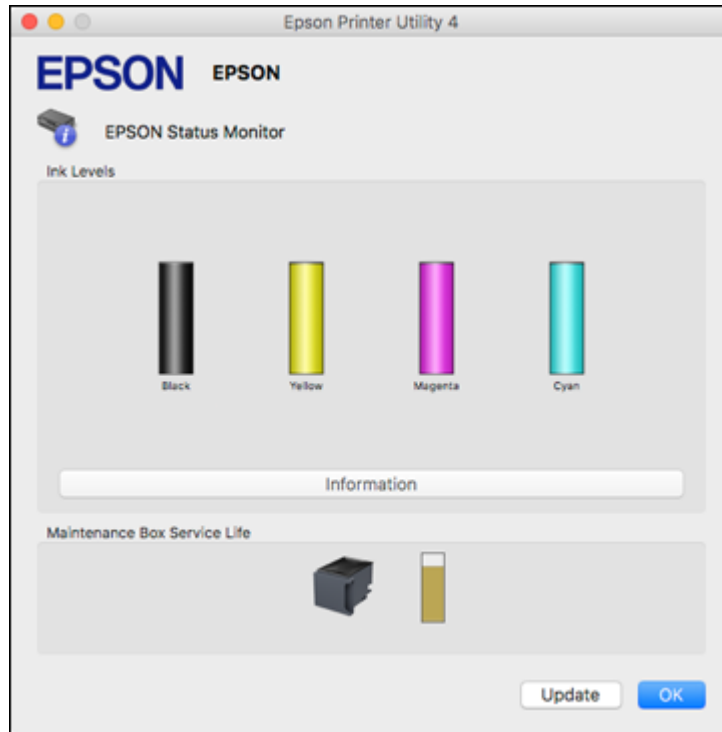 Epson Printer Utility 4
EPSON EPSON
EPSON Status Monitor
Ink Levels
Black Yellow Magenta Cyan
Information
Maintenance Box Service Life
Update OK